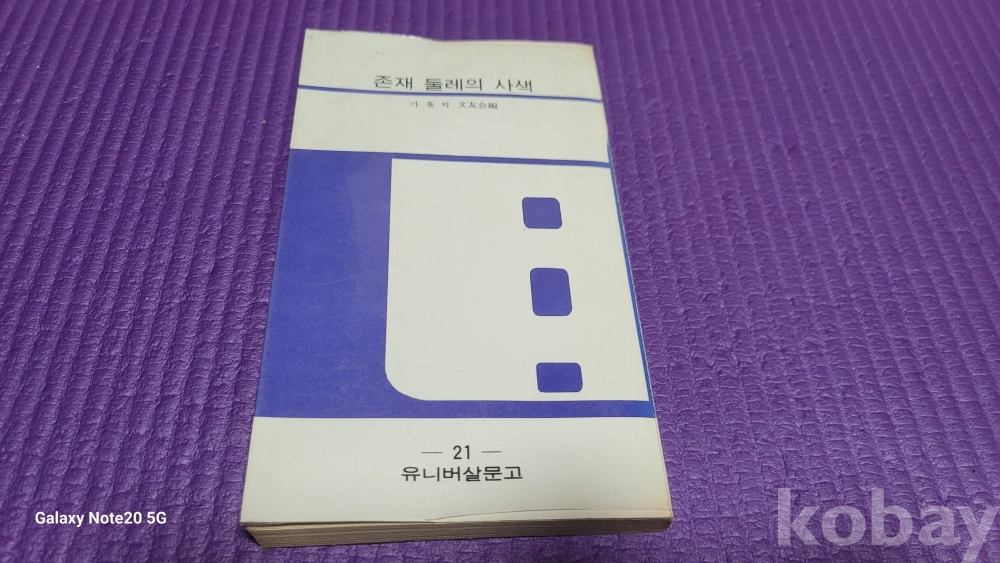 존재 둘레의 사색
가 톨 릭 文友会編
— 21 —
유니버살문고
Galaxy Note20 5G
kobay